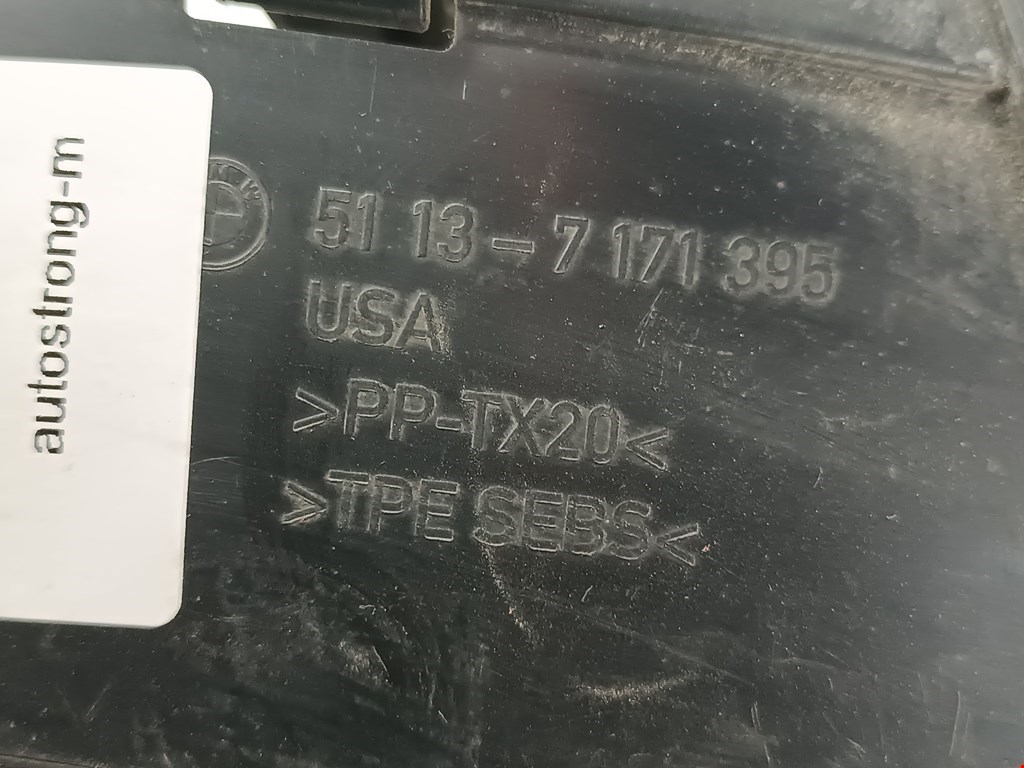 autostrong-m
51 13 - 7 171 395
USA
>PP-TX20<
>TPE SEBS<